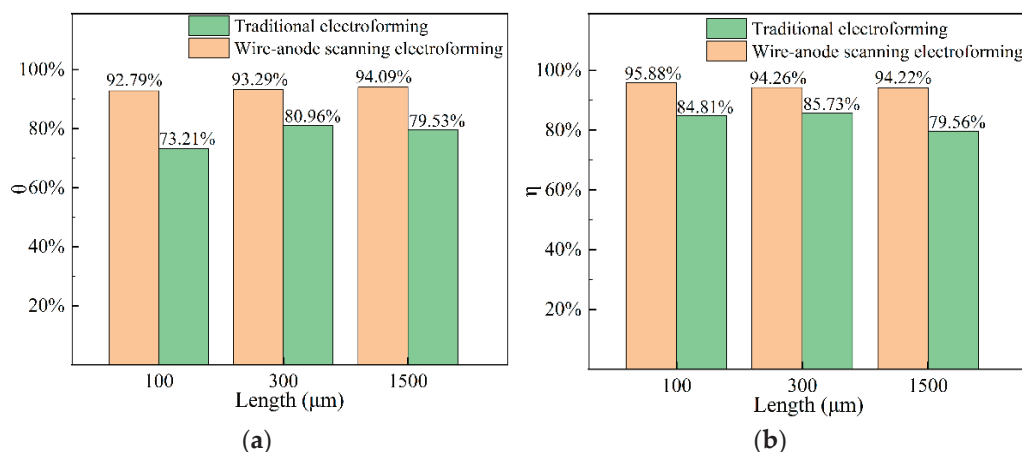 Traditional electroforming
Wire-anode scanning electroforming
100%
80%
60%
40%
20%
θ
92.79%
73.21%
93.29%
80.96%
94.09%
79.53%
100
300
1500
Length (μm)
(a)
Traditional electroforming
Wire-anode scanning electroforming
100%
80%
60%
40%
20%
η
95.88%
84.81%
94.26%
85.73%
94.22%
79.56%
100
300
1500
Length (μm)
(b)